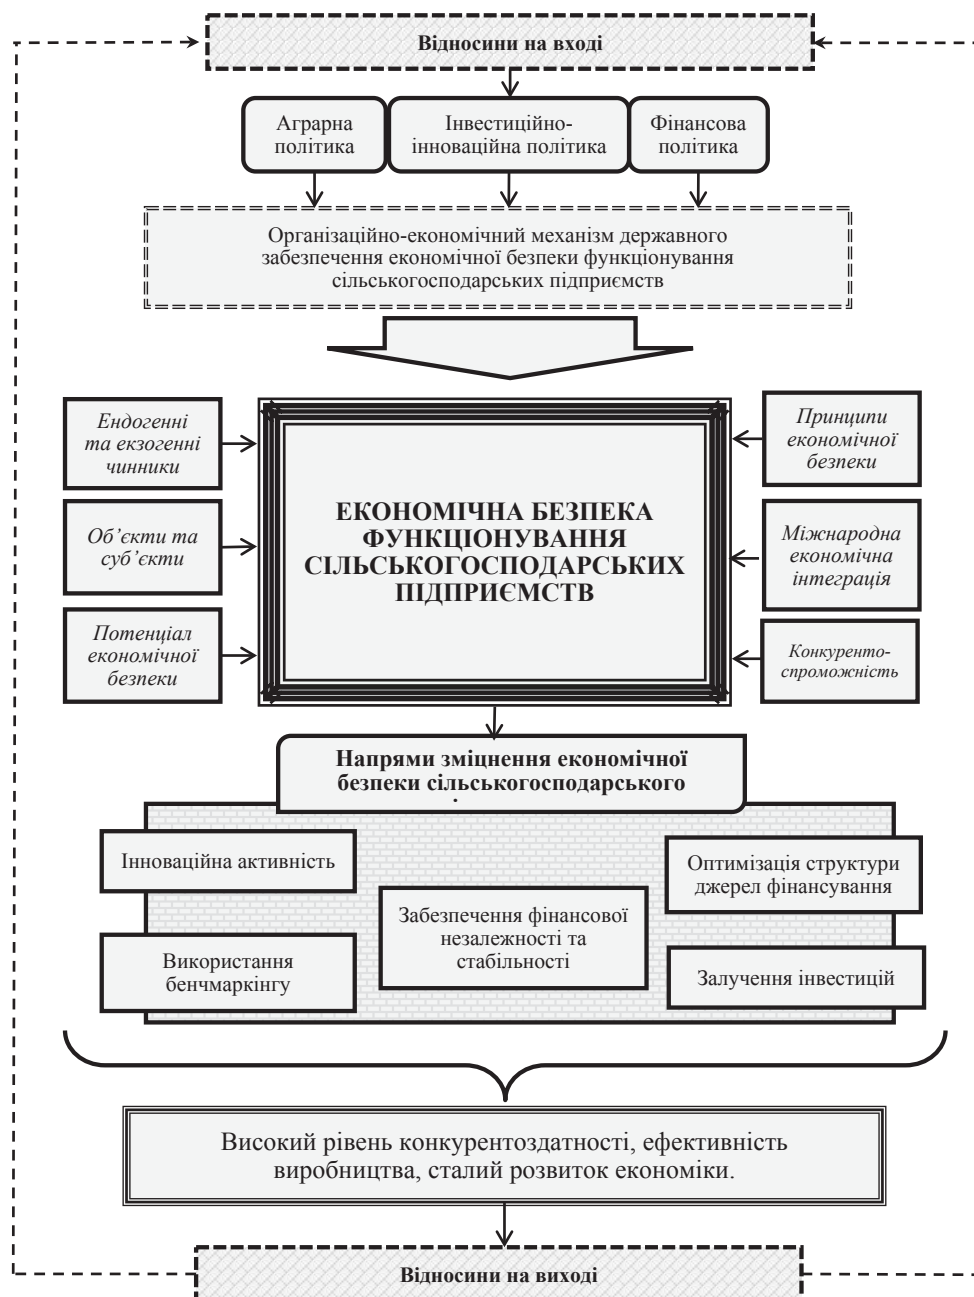 Відносини на вході
Аграрна
політика
Інвестиційно-
інноваційна політика
Фінансова
політика
Організаційно-економічний механізм державного
забезпечення економічної безпеки функціонування
сільськогосподарських підприємств
Ендогенні
та екзогенні
чинники
Об’єкти та
суб’єкти
Потенціал
економічної
безпеки
ЕКОНОМІЧНА БЕЗПЕКА
ФУНКЦІОНУВАННЯ
СІЛЬСЬКОГОСПОДАРСЬКИХ
ПІДПРИЄМСТВ
Принципи
економічної
безпеки
Міжнародна
економічна
інтеграція
Конкуренто-
спроможність
Напрями зміцнення економічної
безпеки сільськогосподарського
Інноваційна активність
Використання
бенчмаркінгу
Забезпечення фінансової
незалежності та
стабільності
Оптимізація структури
джерел фінансування
Залучення інвестицій
Високий рівень конкурентоздатності, ефективність
виробництва, сталий розвиток економіки.
Відносини на виході